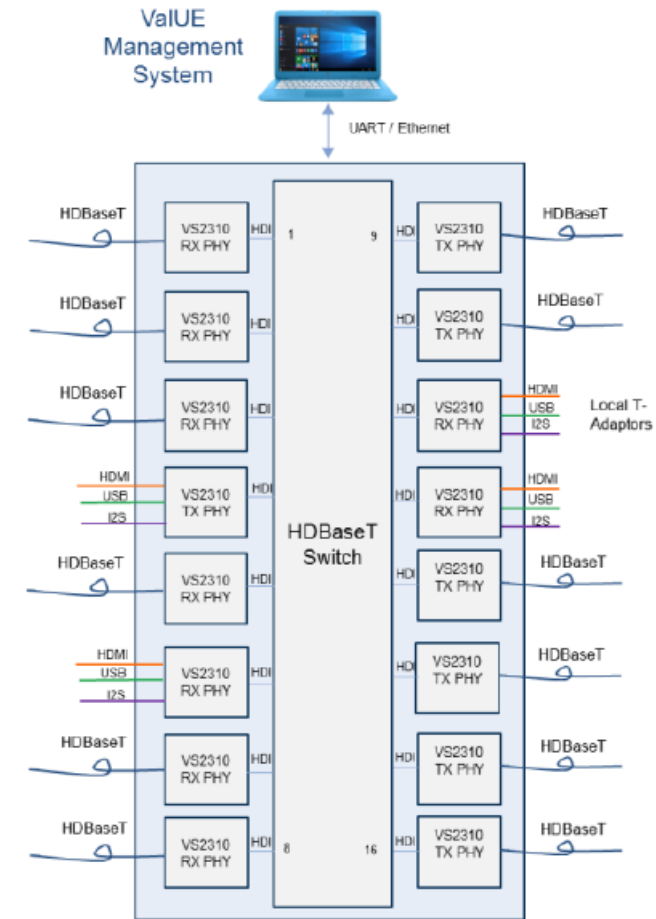 ValUE
Management
System
UART / Ethernet
HDBaseT
VS2310
RX PHY
HDI
1
9
HDI
VS2310
TX PHY
HDBaseT
HDBaseT
VS2310
RX PHY
HDI
HDI
VS2310
TX PHY
HDBaseT
HDBaseT
VS2310
RX PHY
HDI
HDI
VS2310
RX PHY
HDMI
USB
I2S
Local T-
Adaptors
HDMI
USB
I2S
VS2310
TX PHY
HDI
HDI
VS2310
RX PHY
HDMI
USB
I2S
HDBaseT
Switch
HDBaseT
VS2310
RX PHY
HDI
HDI
VS2310
TX PHY
HDBaseT
HDMI
USB
I2S
VS2310
RX PHY
HDI
HDI
VS2310
TX PHY
HDBaseT
HDBaseT
VS2310
RX PHY
HDI
HDI
VS2310
TX PHY
HDBaseT
HDBaseT
VS2310
RX PHY
HDI
8
16
HDI
VS2310
TX PHY
HDBaseT